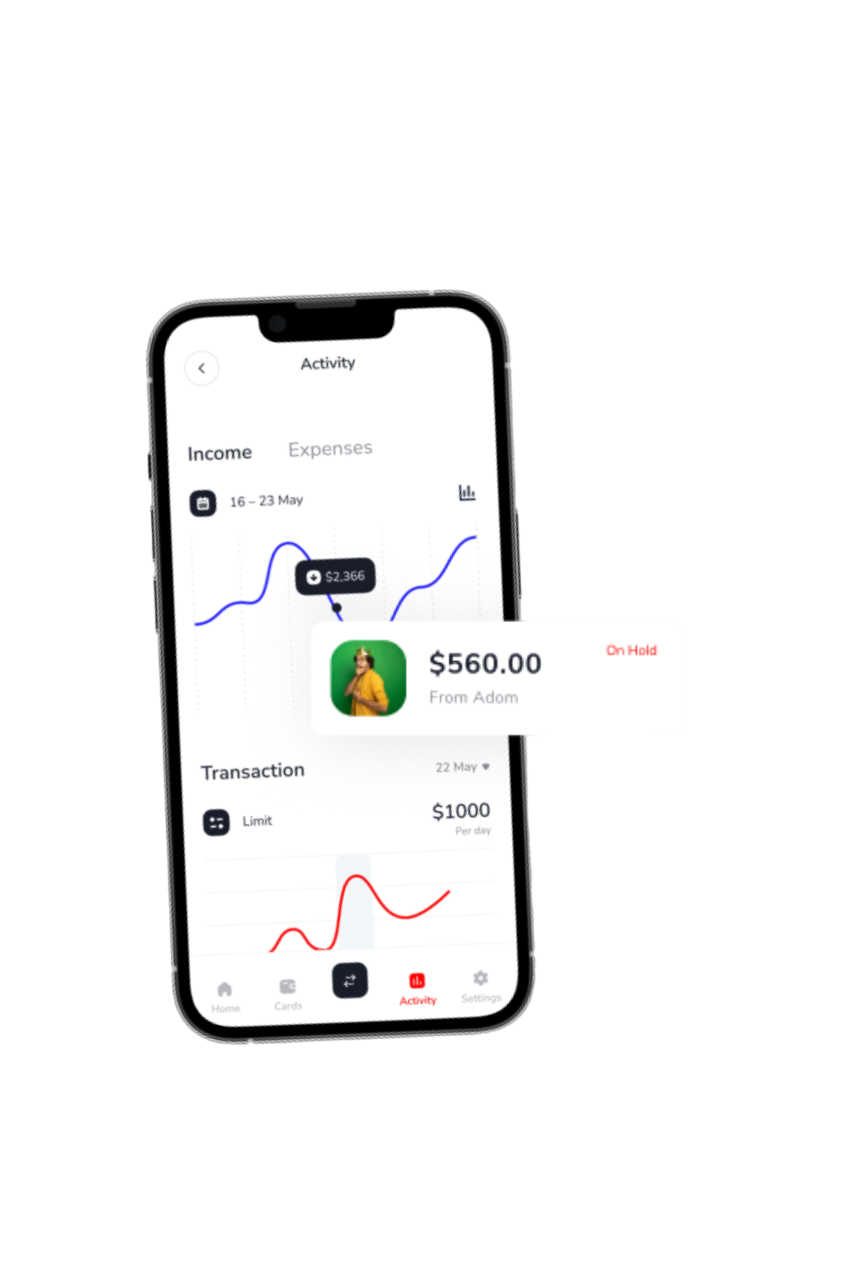 Activity
Income Expenses
16 – 23 May
$2,366
$560.00
On Hold
From Adom
Transaction
22 May
Limit
$1000
Per day
Home
Cards
Activity
Settings